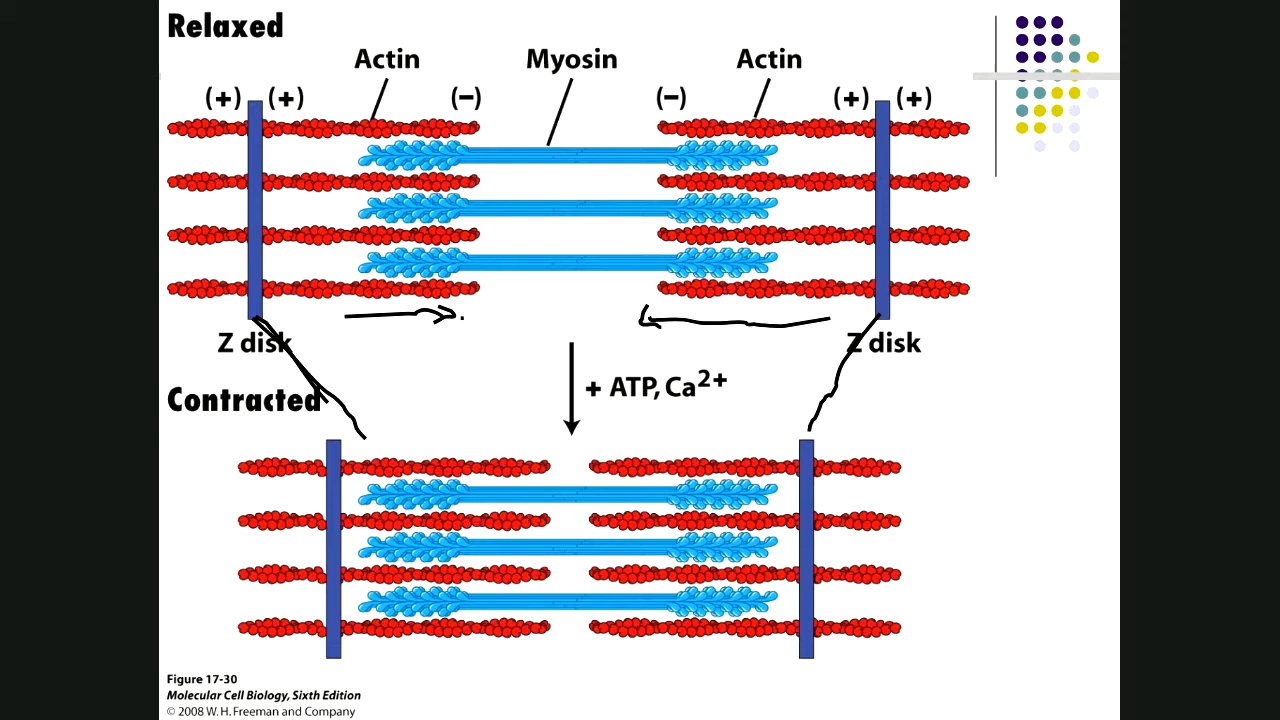 Relaxed
Actin Myosin Actin
(+) (+) (−) (−) (+) (+)
Z disk Z disk
+ ATP, Ca2+
Contracted
Figure 17-30
Molecular Cell Biology, Sixth Edition
© 2008 W. H. Freeman and Company